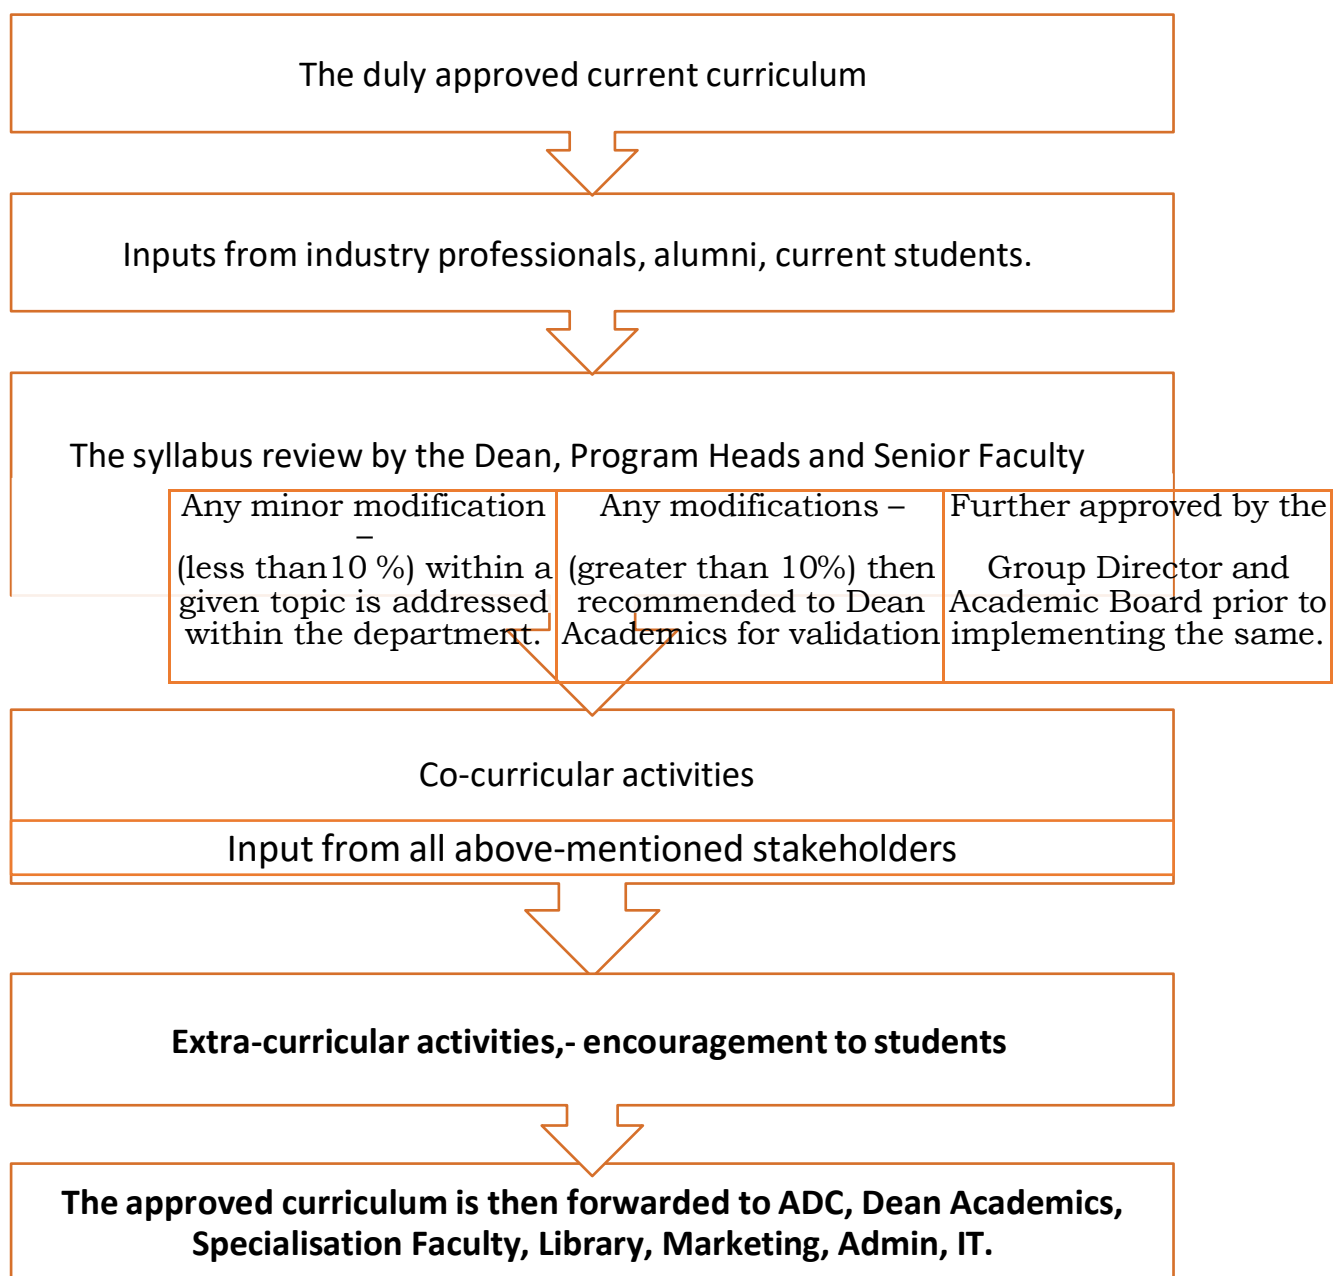 The duly approved current curriculum
Inputs from industry professionals, alumni, current students.
The syllabus review by the Dean, Program Heads and Senior Faculty
Any minor modification
–
(less than10 %) within a
given topic is addressed
within the department.
Any modifications –
(greater than 10%) then
recommended to Dean
Academics for validation
Further approved by the
Group Director and
Academic Board prior to
implementing the same.
Co-curricular activities
Input from all above-mentioned stakeholders
Extra-curricular activities,- encouragement to students
The approved curriculum is then forwarded to ADC, Dean Academics,
Specialisation Faculty, Library, Marketing, Admin, IT.